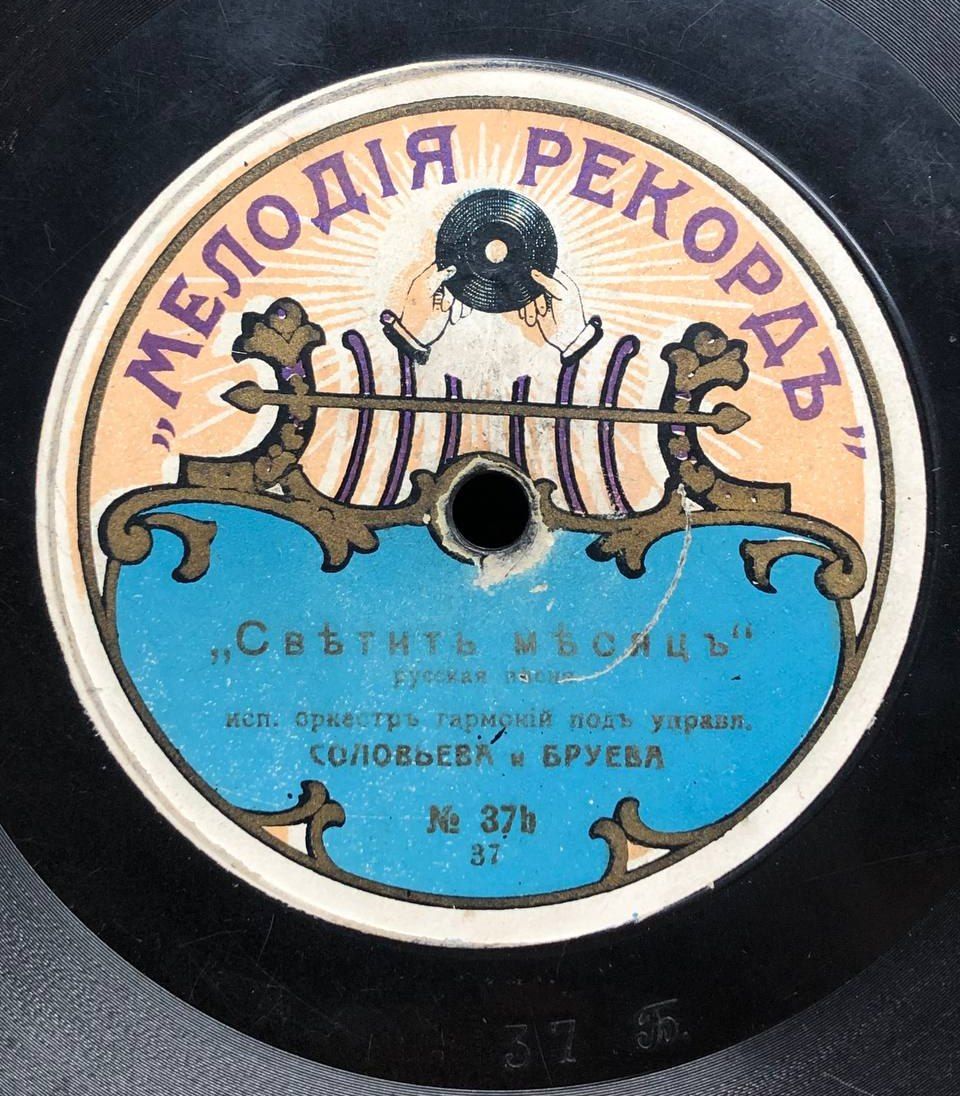 „МЕЛОДІЯ РЕКОРДЪ”
„Свѣтитъ мѣсяцъ“
русская пѣсня
исп. оркестръ гармоній подъ управл.
СОЛОВЬЕВА и БРУЕВА
№ 37b
37
37 Б.